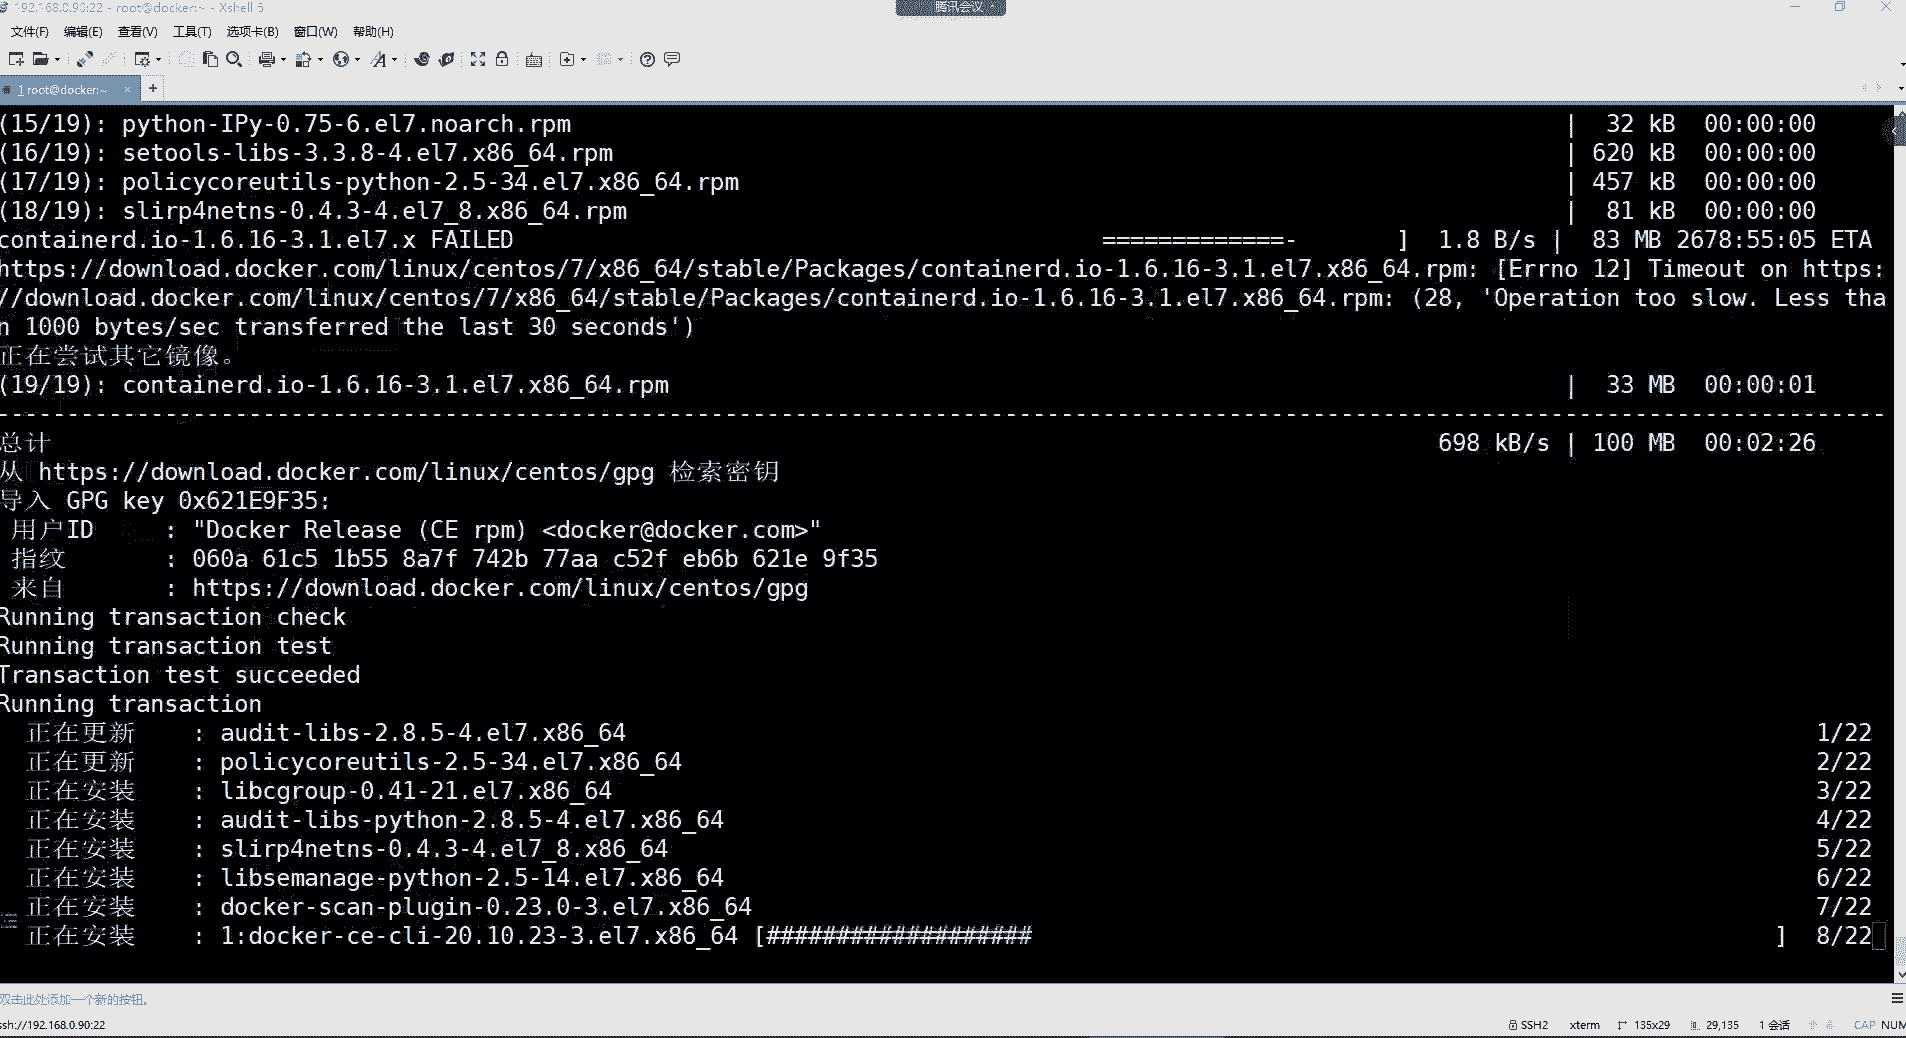 192.168.0.90:22 - root@docker:~ - Xshell 6
腾讯会议
文件(F) 编辑(E) 查看(V) 工具(T) 选项卡(B) 窗口(W) 帮助(H)
1 root@docker:~ × +
(15/19): python-IPy-0.75-6.el7.noarch.rpm | 32 kB 00:00:00
(16/19): setools-libs-3.3.8-4.el7.x86_64.rpm | 620 kB 00:00:00
(17/19): policycoreutils-python-2.5-34.el7.x86_64.rpm | 457 kB 00:00:00
(18/19): slirp4netns-0.4.3-4.el7_8.x86_64.rpm | 81 kB 00:00:00
containerd.io-1.6.16-3.1.el7.x FAILED =============- ] 1.8 B/s | 83 MB 2678:55:05 ETA
https://download.docker.com/linux/centos/7/x86_64/stable/Packages/containerd.io-1.6.16-3.1.el7.x86_64.rpm: [Errno 12] Timeout on https:
//download.docker.com/linux/centos/7/x86_64/stable/Packages/containerd.io-1.6.16-3.1.el7.x86_64.rpm: (28, 'Operation too slow. Less tha
n 1000 bytes/sec transferred the last 30 seconds')
正在尝试其它镜像。
(19/19): containerd.io-1.6.16-3.1.el7.x86_64.rpm | 33 MB 00:00:01
---------------------------------------------------------------------------------------------------------------------------------------
总计 698 kB/s | 100 MB 00:02:26
从 https://download.docker.com/linux/centos/gpg 检索密钥
导入 GPG key 0x621E9F35:
用户ID : "Docker Release (CE rpm) <docker@docker.com>"
指纹 : 060a 61c5 1b55 8a7f 742b 77aa c52f eb6b 621e 9f35
来自 : https://download.docker.com/linux/centos/gpg
Running transaction check
Running transaction test
Transaction test succeeded
Running transaction
正在更新 : audit-libs-2.8.5-4.el7.x86_64 1/22
正在更新 : policycoreutils-2.5-34.el7.x86_64 2/22
正在安装 : libcgroup-0.41-21.el7.x86_64 3/22
正在安装 : audit-libs-python-2.8.5-4.el7.x86_64 4/22
正在安装 : slirp4netns-0.4.3-4.el7_8.x86_64 5/22
正在安装 : libsemanage-python-2.5-14.el7.x86_64 6/22
正在安装 : docker-scan-plugin-0.23.0-3.el7.x86_64 7/22
正在安装 : 1:docker-ce-cli-20.10.23-3.el7.x86_64 [################### ] 8/22
双击此处添加一个新的按钮。
ssh://192.168.0.90:22 SSH2 xterm 135x29 29,135 1 会话 CAP NUM